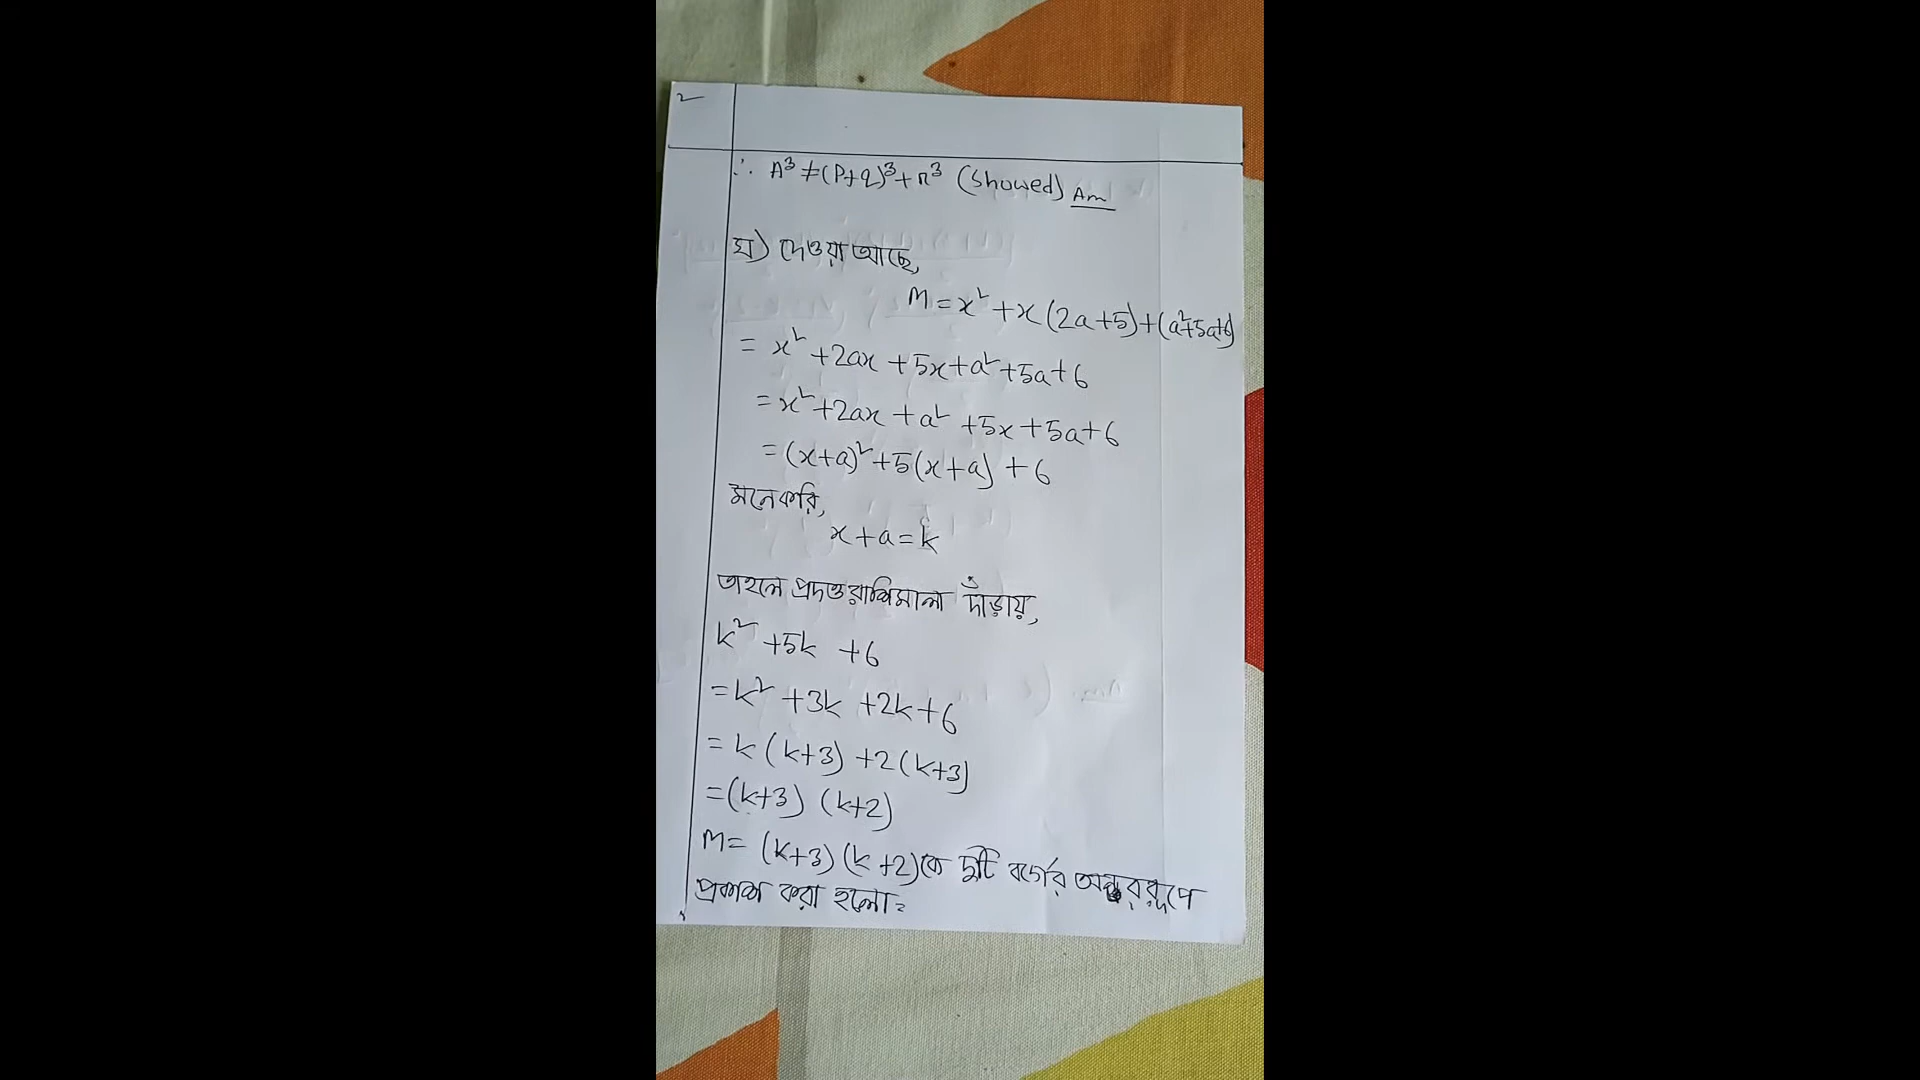 ২
∴ A³ ≠ (P+q)³+r³ (Showed) Ans
ঘ) দেওয়া আছে,
M = x² + x(2a+5)+(a²+5a+6)
= x² +2ax +5x+a²+5a+6
= x²+2ax +a² +5x+5a+6
= (x+a)²+5(x+a) +6
মনেকরি,
x+a=k
তাহলে প্রদত্তরাশিমালা দাঁড়ায়,
k² +5k +6
= k² +3k +2k+6
= k (k+3) +2(k+3)
=(k+3) (k+2)
M= (k+3)(k+2)কে দুটি বর্গের অন্তররূপে
প্রকাশ করা হলো: